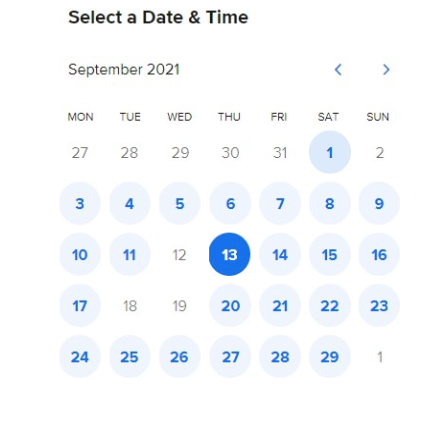 Select a Date & Time
September 2021
MON TUE WED THU FRI SAT SUN
27 28 29 30 31 1 2
3 4 5 6 7 8 9
10 11 12 13 14 15 16
17 18 19 20 21 22 23
24 25 26 27 28 29 1